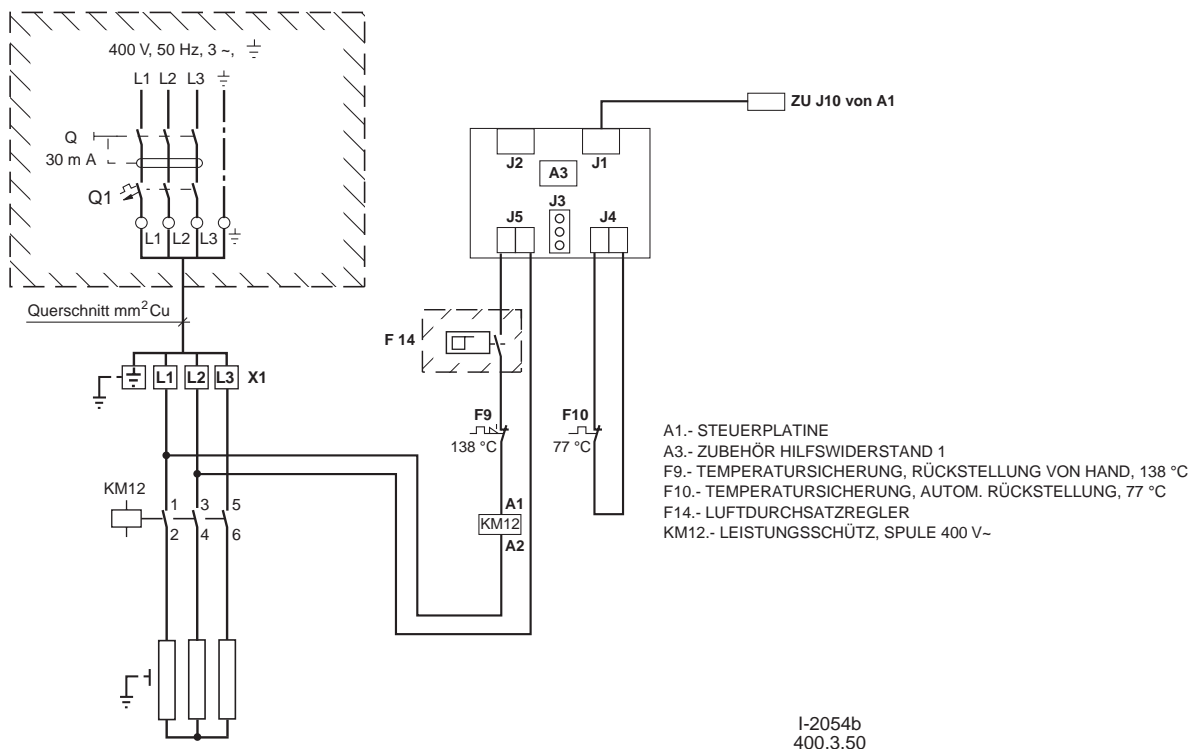 400 V, 50 Hz, 3 ~,
L1 L2 L3
Q
30 m A
Q1
L1 L2 L3
Querschnitt mm² Cu
L1 L2 L3 X1
KM12
1 3 5
2 4 6
ZU J10 von A1
J2 J1
A3
J3
J5 J4
F 14
F9
138 °C
F10
77 °C
A1
KM12
A2
A1.- STEUERPLATINE
A3.- ZUBEHÖR HILFSWIDERSTAND 1
F9.- TEMPERATURSICHERUNG, RÜCKSTELLUNG VON HAND, 138 °C
F10.- TEMPERATURSICHERUNG, AUTOM. RÜCKSTELLUNG, 77 °C
F14.- LUFTDURCHSATZREGLER
KM12.- LEISTUNGSSCHÜTZ, SPULE 400 V~
I-2054b
400.3.50